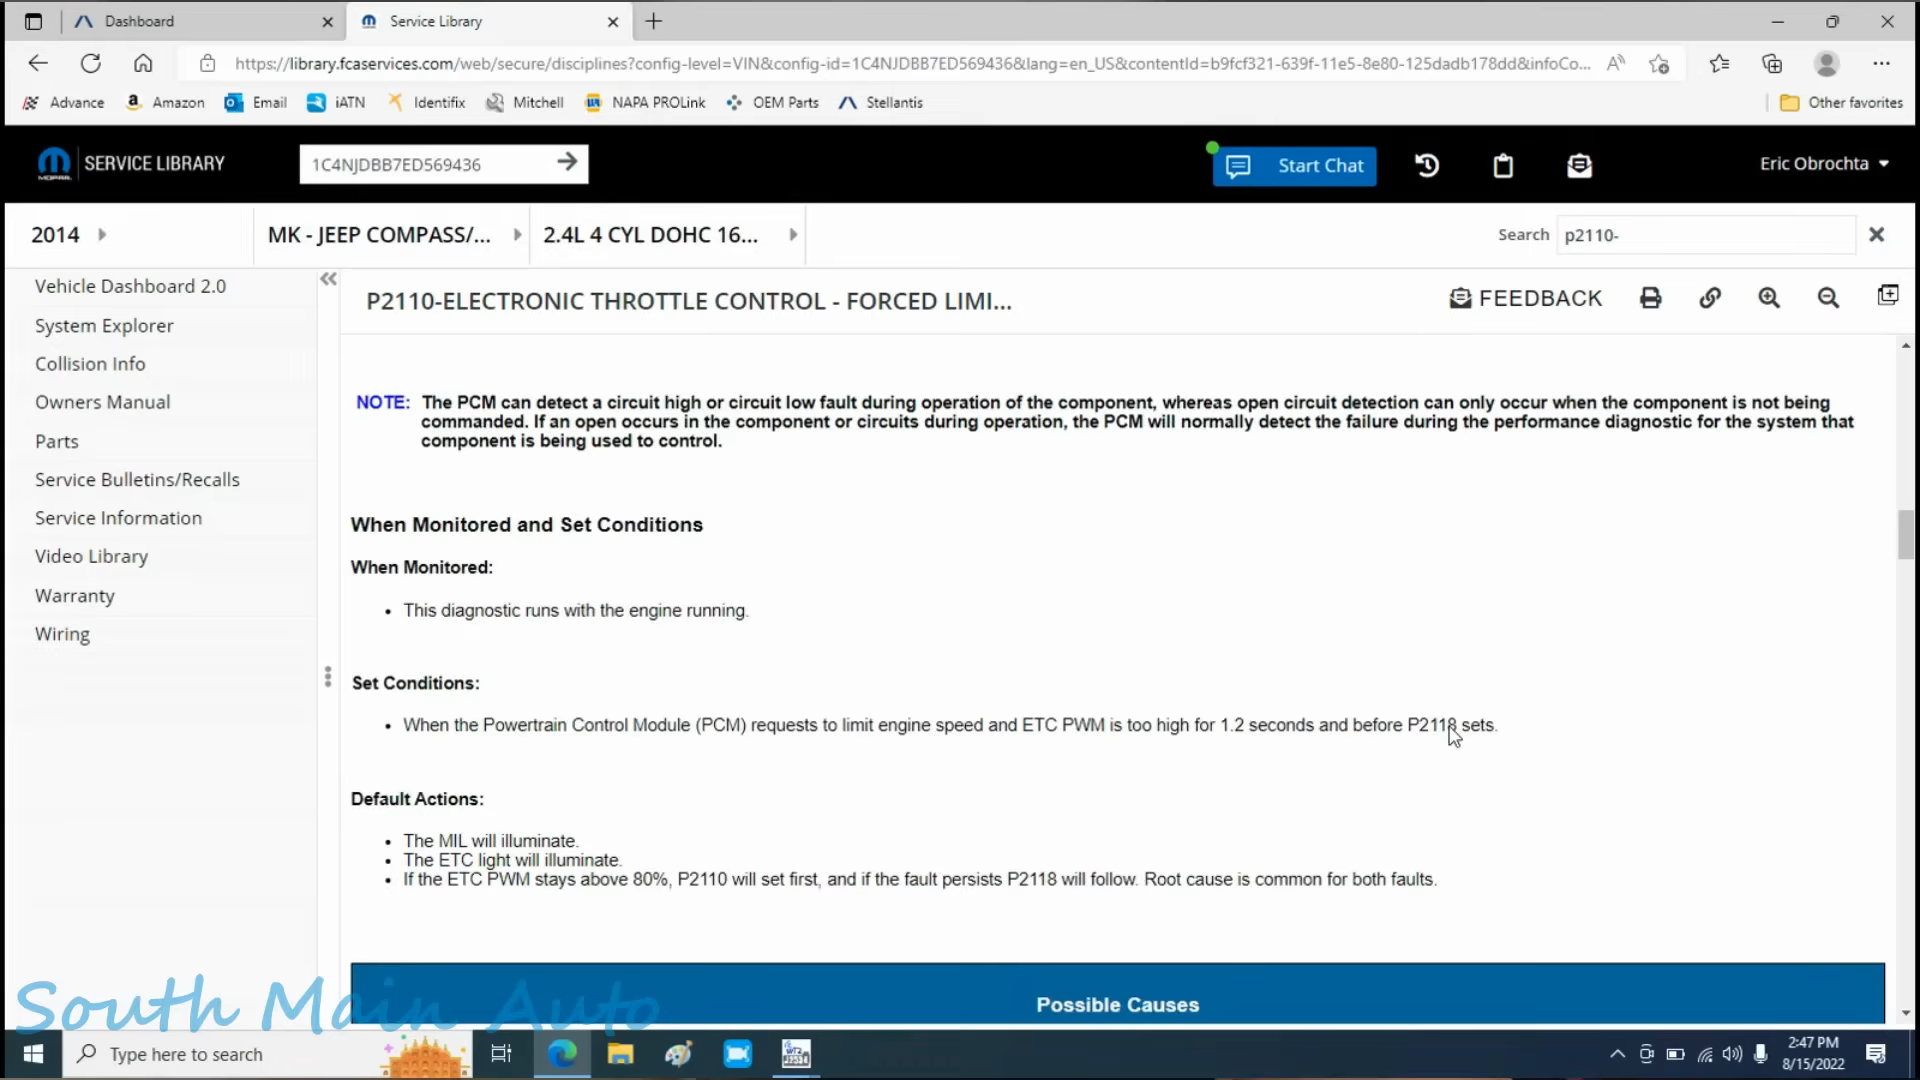 Dashboard
Service Library
https://library.fcaservices.com/web/secure/disciplines?config-level=VIN&config-id=1C4NJDBB7ED569436&lang=en_US&contentId=b9fcf321-639f-11e5-8e80-125dadb178dd&infoCo...
Advance Amazon Email iATN Identifix Mitchell NAPA PROLink OEM Parts Stellantis Other favorites
MOPAR SERVICE LIBRARY 1C4NJDBB7ED569436 Start Chat Eric Obrochta
2014 MK - JEEP COMPASS/... 2.4L 4 CYL DOHC 16... Search p2110-
Vehicle Dashboard 2.0
System Explorer
Collision Info
Owners Manual
Parts
Service Bulletins/Recalls
Service Information
Video Library
Warranty
Wiring
P2110-ELECTRONIC THROTTLE CONTROL - FORCED LIMI... FEEDBACK
NOTE: The PCM can detect a circuit high or circuit low fault during operation of the component, whereas open circuit detection can only occur when the component is not being
commanded. If an open occurs in the component or circuits during operation, the PCM will normally detect the failure during the performance diagnostic for the system that
component is being used to control.
When Monitored and Set Conditions
When Monitored:
• This diagnostic runs with the engine running.
Set Conditions:
• When the Powertrain Control Module (PCM) requests to limit engine speed and ETC PWM is too high for 1.2 seconds and before P2118 sets.
Default Actions:
• The MIL will illuminate.
• The ETC light will illuminate.
• If the ETC PWM stays above 80%, P2110 will set first, and if the fault persists P2118 will follow. Root cause is common for both faults.
Possible Causes
South Main Auto
Type here to search
2:47 PM
8/15/2022